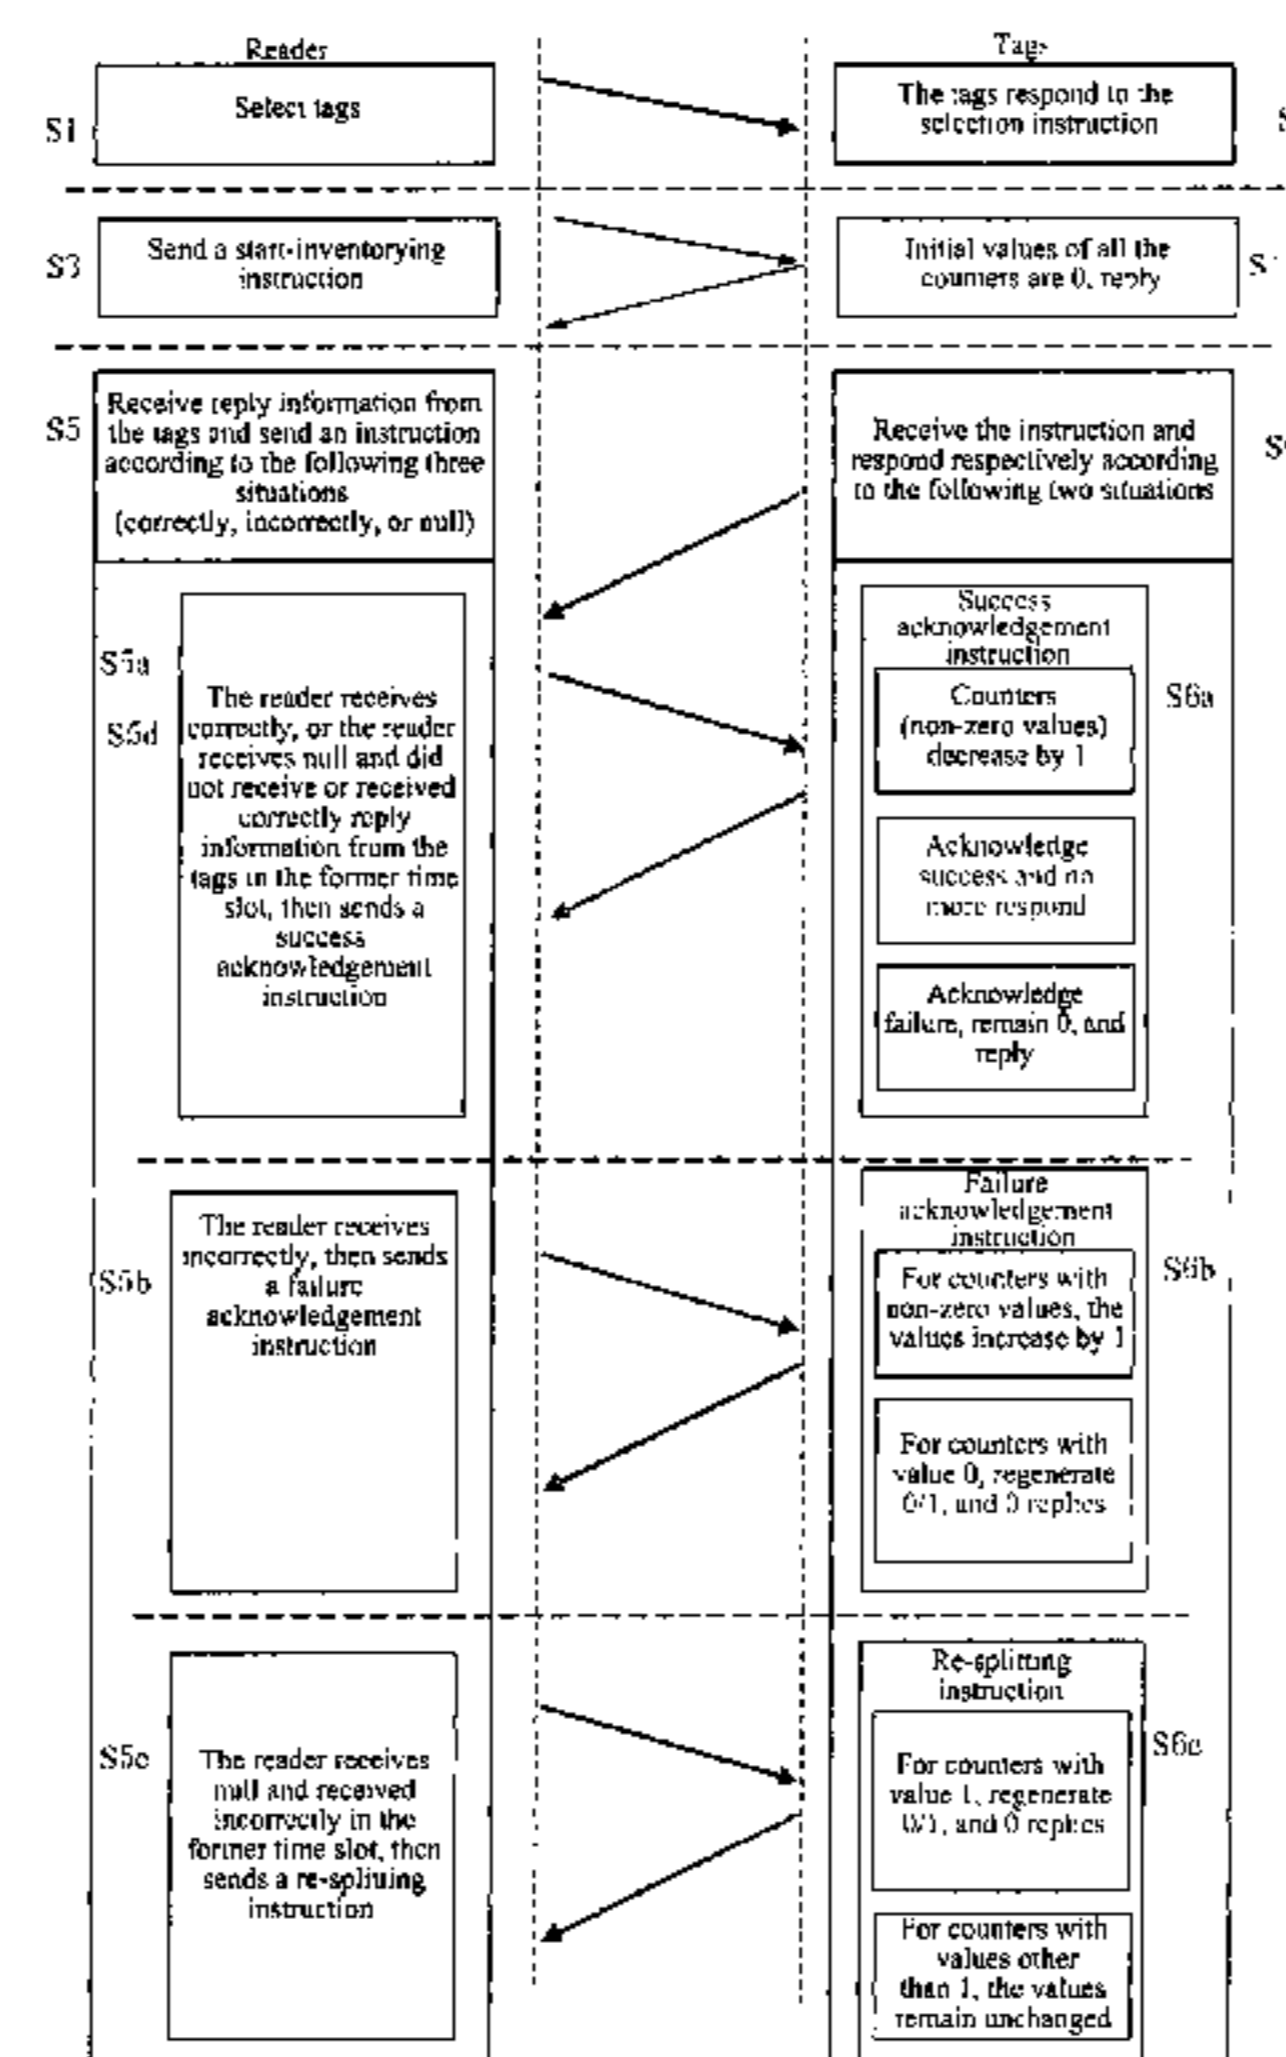 Reader
Tags
Select tags
The tags respond to the
selection instruction
S1
Send a start-inventorying
instruction
Initial values of all the
counters are 0, reply
S3
Receive reply information from
the tags and send an instruction
according to the following three
situations
(correctly, incorrectly, or null)
S5
Receive the instruction and
respond respectively according
to the following two situations
S5a
S5d
The reader receives
correctly, or the reader
receives null and did
not receive or received
correctly reply
information from the
tags in the former time
slot, then sends a
success
acknowledgement
instruction
Success
acknowledgement
instruction
Counters
(non-zero values)
decrease by 1
S6a
Acknowledge
success and no
more respond
Acknowledge
failure, remain 0, and
reply
S5b
The reader receives
incorrectly, then sends
a failure
acknowledgement
instruction
Failure
acknowledgement
instruction
For counters with
non-zero values, the
values increase by 1
S6b
For counters with
value 0, regenerate
0/1, and 0 replies
S5c
The reader receives
null and received
incorrectly in the
former time slot, then
sends a re-splitting
instruction
Re-splitting
instruction
For counters with
value 1, regenerate
0/1, and 0 replies
S6c
For counters with
values other
than 1, the values
remain unchanged